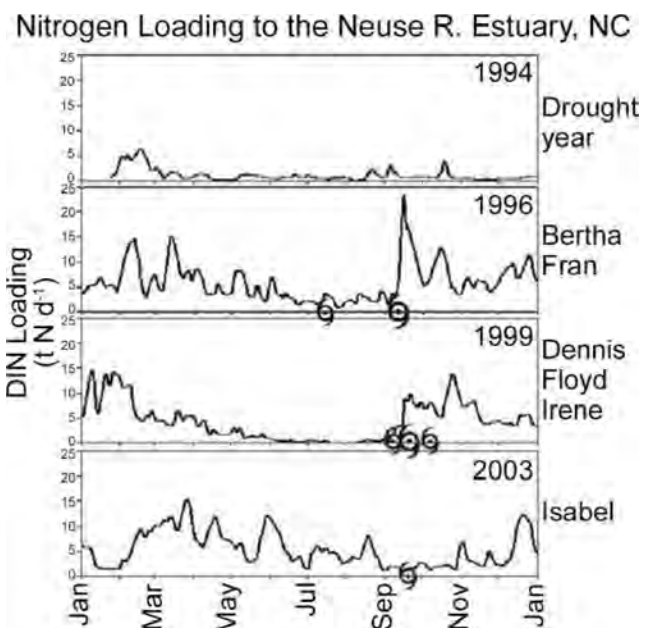 Nitrogen Loading to the Neuse R. Estuary, NC
25
20
15
10
5
0
1994
Drought
year
25
20
15
10
5
0
1996
Bertha
Fran
DIN Loading
(t N d⁻¹)
25
20
15
10
5
0
1999
Dennis
Floyd
Irene
25
20
15
10
5
0
2003
Isabel
Jan
Mar
May
Jul
Sep
Nov
Jan